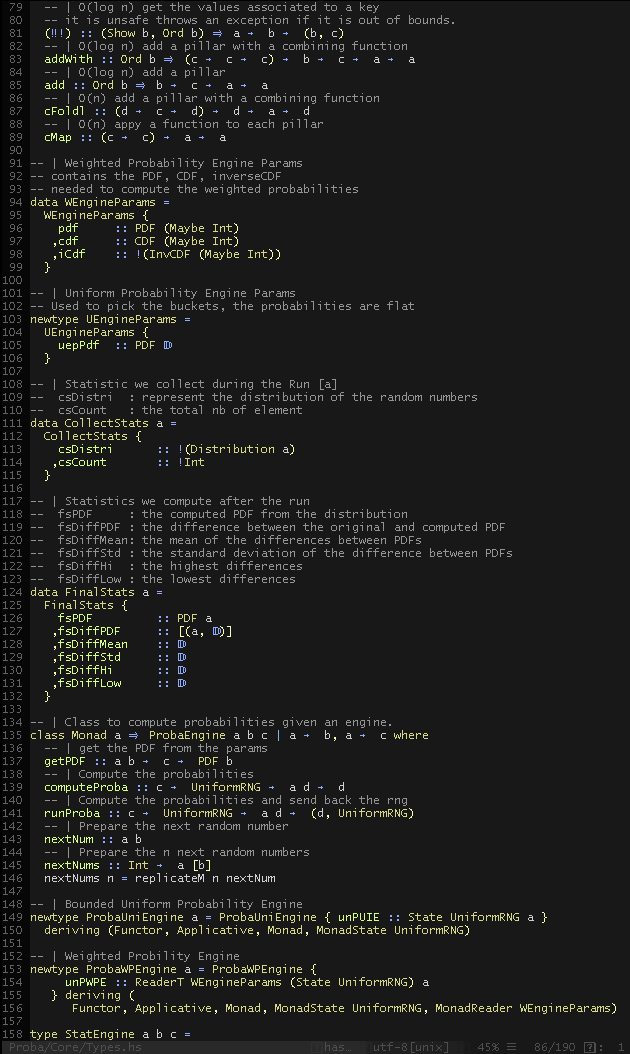 79   -- | O(log n) get the values associated to a key
80   -- it is unsafe throws an exception if it is out of bounds.
81   (!!) :: (Show b, Ord b) ⇒ a → b → (b, c)
82   -- | O(log n) add a pillar with a combining function
83   addWith :: Ord b ⇒ (c → c → c) → b → c → a → a
84   -- | O(log n) add a pillar
85   add :: Ord b ⇒ b → c → a → a
86   -- | O(n) add a pillar with a combining function
87   cFoldl :: (d → c → d) → d → a → d
88   -- | O(n) appy a function to each pillar
89   cMap :: (c → c) → a → a
90
91 -- | Weighted Probability Engine Params
92 -- contains the PDF, CDF, inverseCDF
93 -- needed to compute the weighted probabilities
94 data WEngineParams =
95   WEngineParams {
96     pdf     :: PDF (Maybe Int)
97    ,cdf     :: CDF (Maybe Int)
98    ,iCdf    :: !(InvCDF (Maybe Int))
99   }
100
101 -- | Uniform Probability Engine Params
102 -- Used to pick the buckets, the probabilities are flat
103 newtype UEngineParams =
104   UEngineParams {
105     uepPdf  :: PDF 𝔻
106   }
107
108 -- | Statistic we collect during the Run [a]
109 --  csDistri  : represent the distribution of the random numbers
110 --  csCount   : the total nb of element
111 data CollectStats a =
112   CollectStats {
113     csDistri      :: !(Distribution a)
114    ,csCount       :: !Int
115   }
116
117 -- | Statistics we compute after the run
118 --  fsPDF     : the computed PDF from the distribution
119 --  fsDiffPDF : the difference between the original and computed PDF
120 --  fsDiffMean: the mean of the differences between PDFs
121 --  fsDiffStd : the standard deviation of the difference between PDFs
122 --  fsDiffHi  : the highest differences
123 --  fsDiffLow : the lowest differences
124 data FinalStats a =
125   FinalStats {
126     fsPDF         :: PDF a
127    ,fsDiffPDF     :: [(a, 𝔻)]
128    ,fsDiffMean    :: 𝔻
129    ,fsDiffStd     :: 𝔻
130    ,fsDiffHi      :: 𝔻
131    ,fsDiffLow     :: 𝔻
132   }
133
134 -- | Class to compute probabilities given an engine.
135 class Monad a ⇒ ProbaEngine a b c | a → b, a → c where
136   -- | get the PDF from the params
137   getPDF :: a b → c → PDF b
138   -- | Compute the probabilities
139   computeProba :: c → UniformRNG → a d → d
140   -- | Compute the probabilities and send back the rng
141   runProba :: c → UniformRNG → a d → (d, UniformRNG)
142   -- | Prepare the next random number
143   nextNum :: a b
144   -- | Prepare the n next random numbers
145   nextNums :: Int → a [b]
146   nextNums n = replicateM n nextNum
147
148 -- | Bounded Uniform Probability Engine
149 newtype ProbaUniEngine a = ProbaUniEngine { unPUIE :: State UniformRNG a }
150   deriving (Functor, Applicative, Monad, MonadState UniformRNG)
151
152 -- | Weighted Probility Engine
153 newtype ProbaWPEngine a = ProbaWPEngine {
154      unPWPE :: ReaderT WEngineParams (State UniformRNG) a
155    } deriving (
156       Functor, Applicative, Monad, MonadState UniformRNG, MonadReader WEngineParams)
157
158 type StatEngine a b c =
Proba/Core/Types.hs has… utf-8[unix] 45% ☰ 86/190 : 1